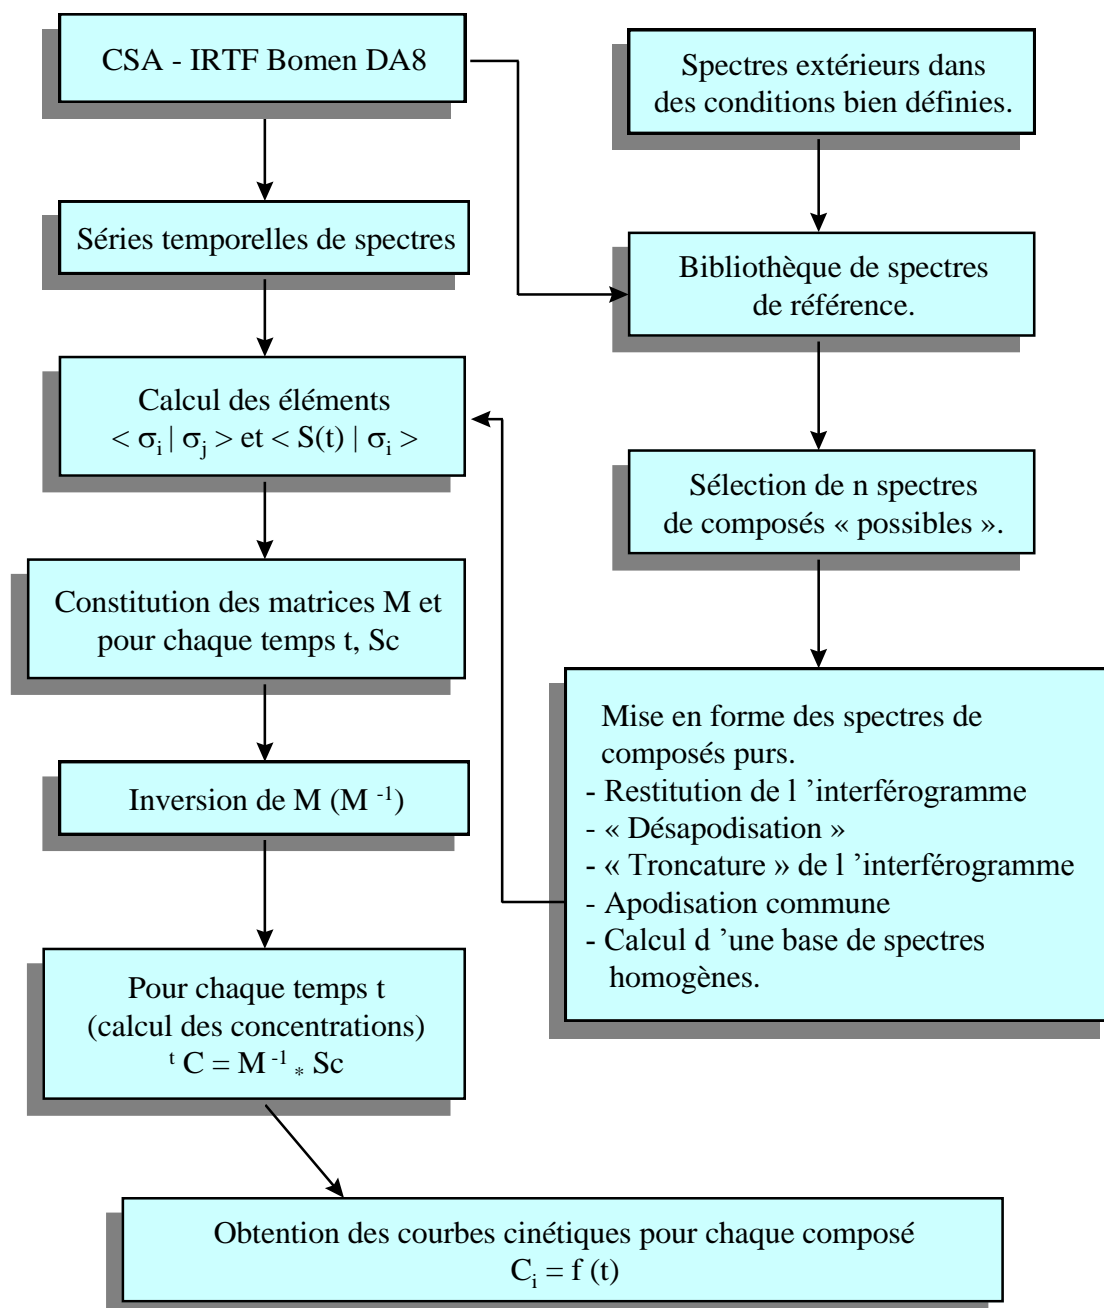 CSA - IRTF Bomen DA8
Séries temporelles de spectres
Calcul des éléments
< σi | σj > et < S(t) | σi >
Constitution des matrices M et
pour chaque temps t, Sc
Inversion de M (M -1)
Pour chaque temps t
(calcul des concentrations)
t C = M -1 * Sc
Spectres extérieurs dans
des conditions bien définies.
Bibliothèque de spectres
de référence.
Sélection de n spectres
de composés « possibles ».
Mise en forme des spectres de
composés purs.
- Restitution de l ’interférogramme
- « Désapodisation »
- « Troncature » de l ’interférogramme
- Apodisation commune
- Calcul d ’une base de spectres
homogènes.
Obtention des courbes cinétiques pour chaque composé
Ci = f (t)